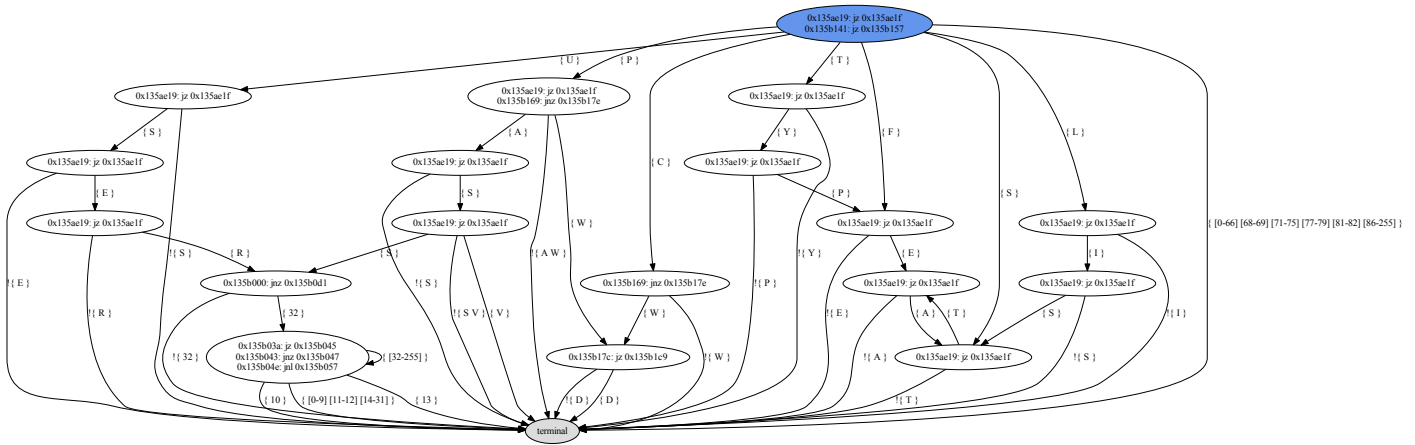 0x135ae19: jz 0x135ae1f
0x135b141: jz 0x135b157
{ U }
{ P }
{ T }
0x135ae19: jz 0x135ae1f
0x135ae19: jz 0x135ae1f
0x135b169: jnz 0x135b17e
0x135ae19: jz 0x135ae1f
{ S }
{ A }
{ Y }
{ F }
{ L }
0x135ae19: jz 0x135ae1f
0x135ae19: jz 0x135ae1f
{ C }
0x135ae19: jz 0x135ae1f
{ E }
{ S }
{ P }
{ S }
0x135ae19: jz 0x135ae1f
0x135ae19: jz 0x135ae1f
{ W }
0x135ae19: jz 0x135ae1f
0x135ae19: jz 0x135ae1f
{ [0-66] [68-69] [71-75] [77-79] [81-82] [86-255] }
!{ S }
{ R }
{ S }
!{ A W }
!{ Y }
{ E }
{ I }
!{ E }
0x135b000: jnz 0x135b0d1
!{ S }
0x135b169: jnz 0x135b17e
!{ P }
0x135ae19: jz 0x135ae1f
0x135ae19: jz 0x135ae1f
!{ R }
{ 32 }
!{ S V }
{ V }
{ W }
!{ E }
{ A }
{ T }
{ S }
!{ I }
!{ 32 }
0x135b03a: jz 0x135b045
0x135b043: jnz 0x135b047
0x135b04e: jnl 0x135b057
{ [32-255] }
0x135b17c: jz 0x135b1c9
!{ W }
!{ A }
0x135ae19: jz 0x135ae1f
!{ S }
{ 10 }
{ [0-9] [11-12] [14-31] }
{ 13 }
!{ D }
{ D }
!{ T }
terminal